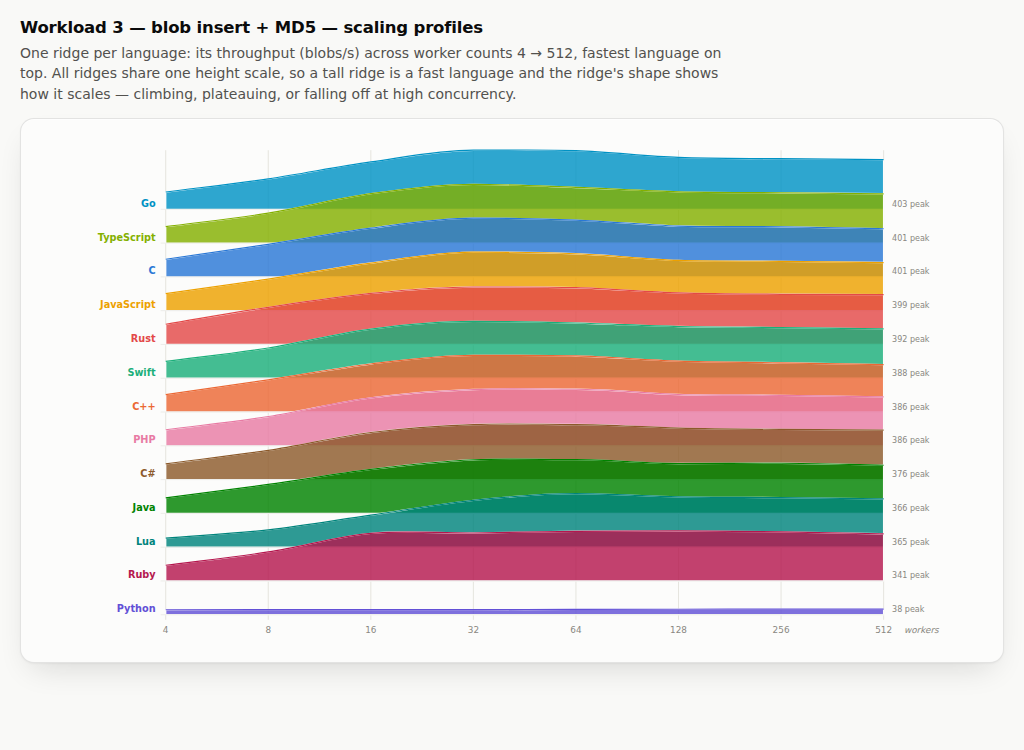 Workload 3 — blob insert + MD5 — scaling profiles
One ridge per language: its throughput (blobs/s) across worker counts 4 → 512, fastest language on
top. All ridges share one height scale, so a tall ridge is a fast language and the ridge's shape shows
how it scales — climbing, plateauing, or falling off at high concurrency.
Go 403 peak
TypeScript 401 peak
C 401 peak
JavaScript 399 peak
Rust 392 peak
Swift 388 peak
C++ 386 peak
PHP 386 peak
C# 376 peak
Java 366 peak
Lua 365 peak
Ruby 341 peak
Python 38 peak
4 8 16 32 64 128 256 512 workers